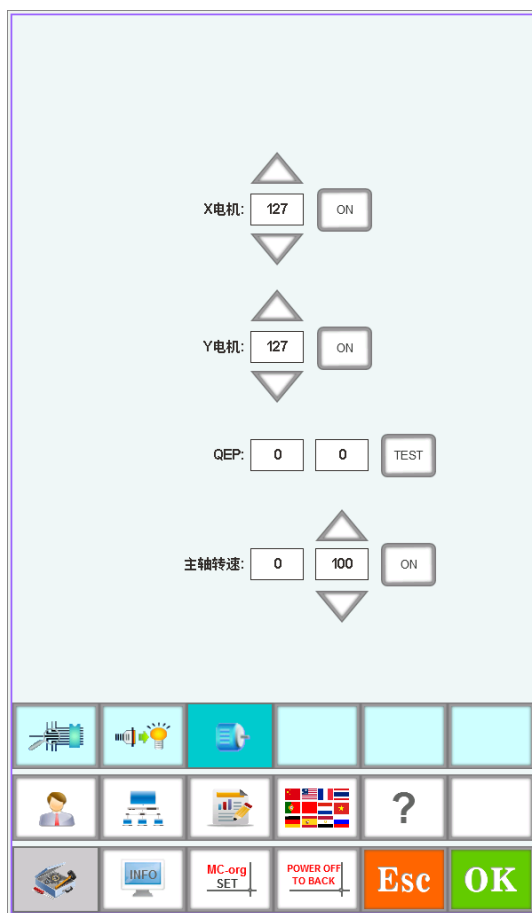 X电机: 127 ON
Y电机: 127 ON
QEP: 0 0 TEST
主轴转速: 0 100 ON
?
INFO
MC-org
SET
POWER OFF
TO BACK
Esc
OK